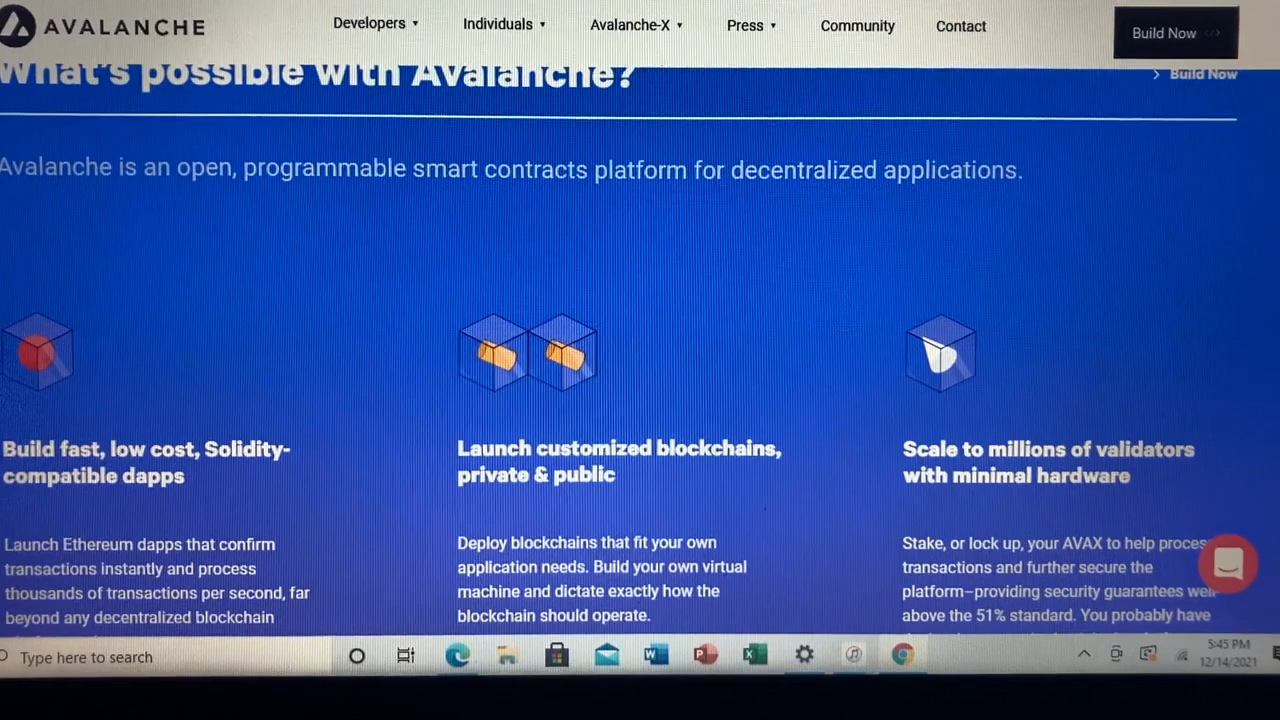 AVALANCHE
Developers
Individuals
Avalanche-X
Press
Community
Contact
Build Now
What's possible with Avalanche?
Build Now
Avalanche is an open, programmable smart contracts platform for decentralized applications.
Build fast, low cost, Solidity-
compatible dapps
Launch Ethereum dapps that confirm
transactions instantly and process
thousands of transactions per second, far
beyond any decentralized blockchain
Launch customized blockchains,
private & public
Deploy blockchains that fit your own
application needs. Build your own virtual
machine and dictate exactly how the
blockchain should operate.
Scale to millions of validators
with minimal hardware
Stake, or lock up, your AVAX to help proces
transactions and further secure the
platform–providing security guarantees well
above the 51% standard. You probably have
Type here to search
W
P
X
5:45 PM
12/14/2021